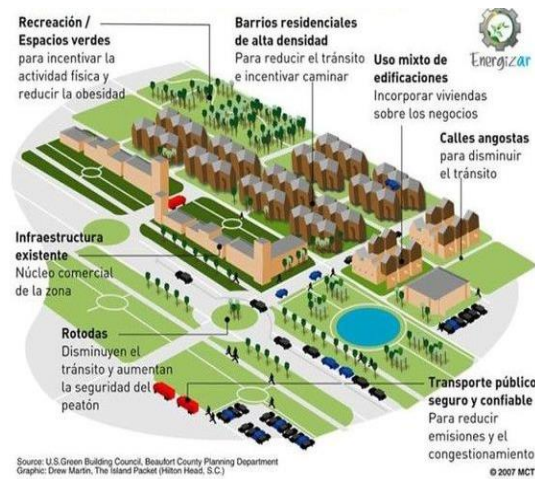 Recreación /
Espacios verdes
para incentivar la
actividad física y
reducir la obesidad
Barrios residenciales
de alta densidad
Para reducir el tránsito
e incentivar caminar
Energizar
Uso mixto de
edificaciones
Incorporar viviendas
sobre los negocios
Calles angostas
para disminuir
el tránsito
Infraestructura
existente
Núcleo comercial
de la zona
Rotodas
Disminuyen el
tránsito y aumentan
la seguridad del
peatón
Transporte público
seguro y confiable
Para reducir
emisiones y el
congestionamiento
Source: U.S.Green Building Council, Beaufort County Planning Department
Graphic: Drew Martin, The Island Packet (Hilton Head, S.C.)
© 2007 MCT